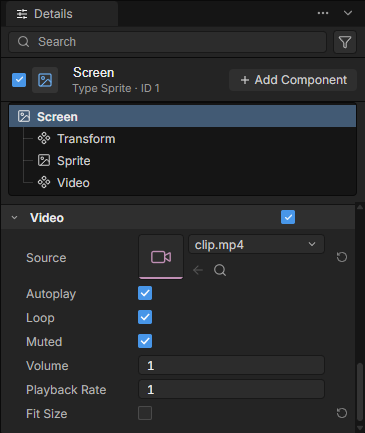 Details
Search
Screen
Type Sprite · ID 1
+ Add Component
Screen
Transform
Sprite
Video
Video
Source
clip.mp4
Autoplay
Loop
Muted
Volume 1
Playback Rate 1
Fit Size